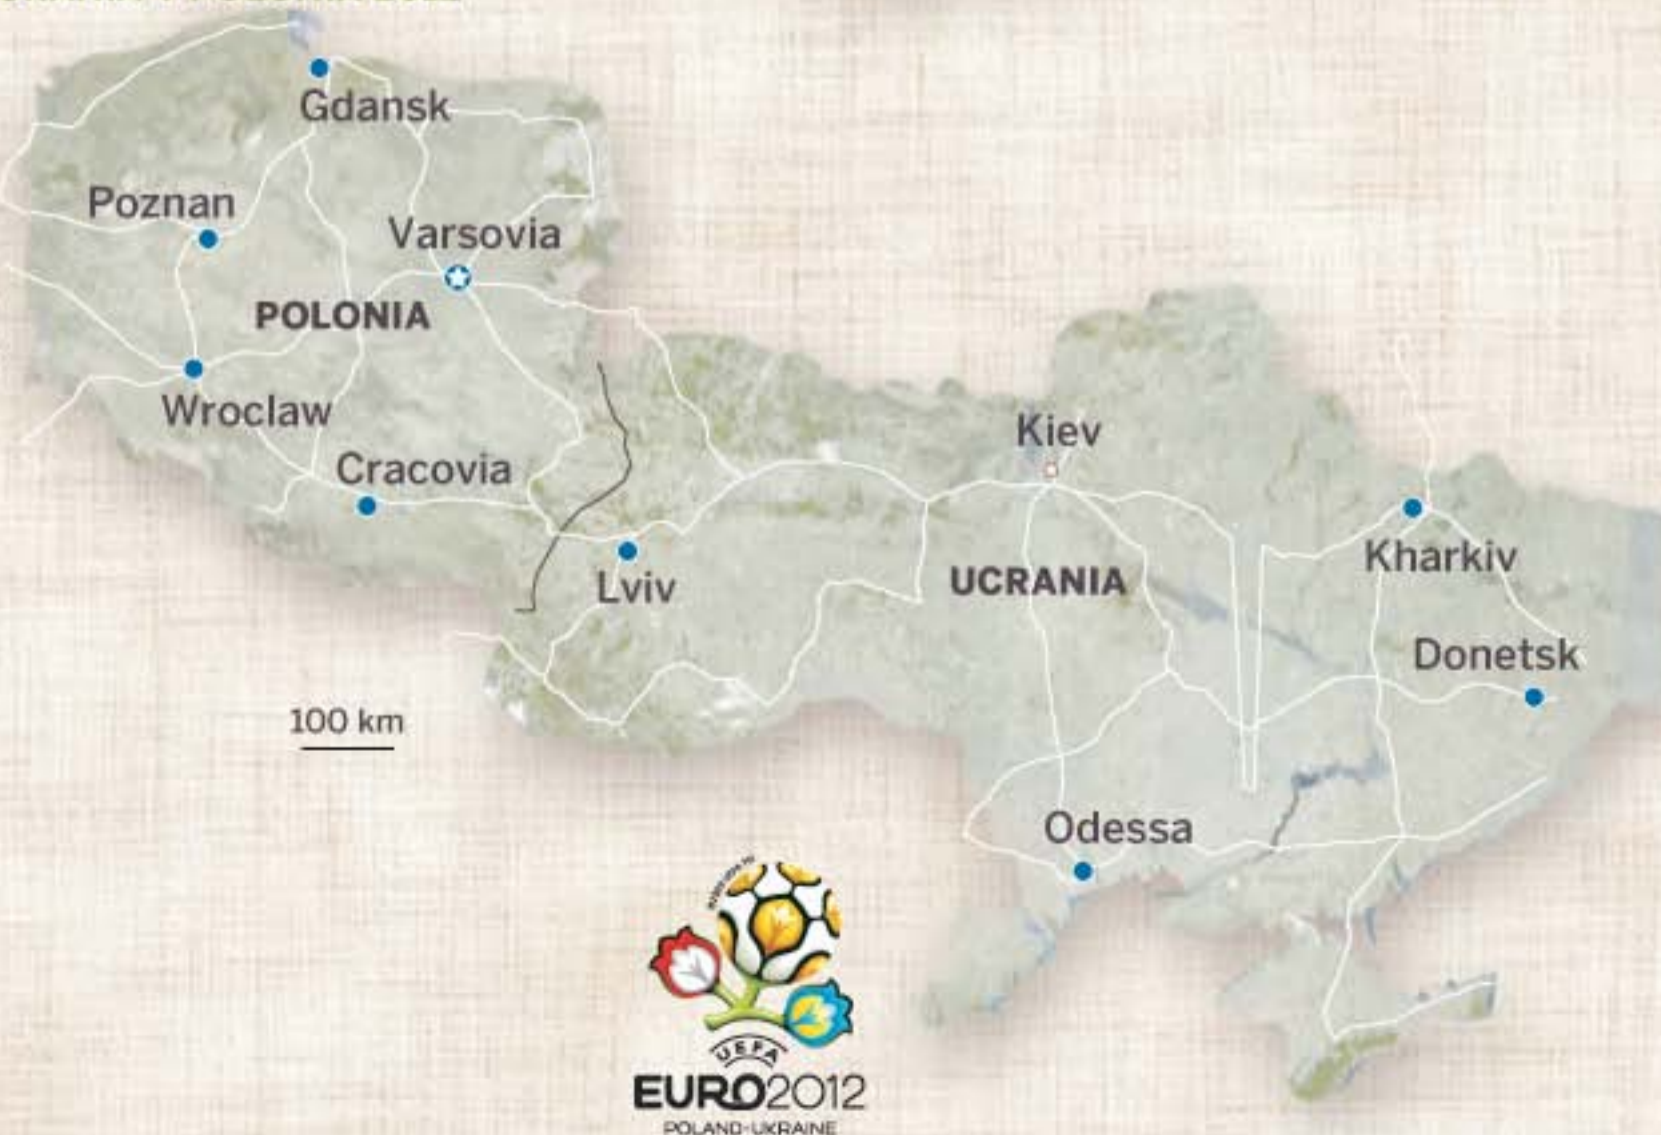 Gdansk
Poznan
Varsovia
POLONIA
Wroclaw
Cracovia
Kiev
Lviv
UCRANIA
Kharkiv
Donetsk
100 km
Odessa
UEFA
EURO2012
POLAND-UKRAINE